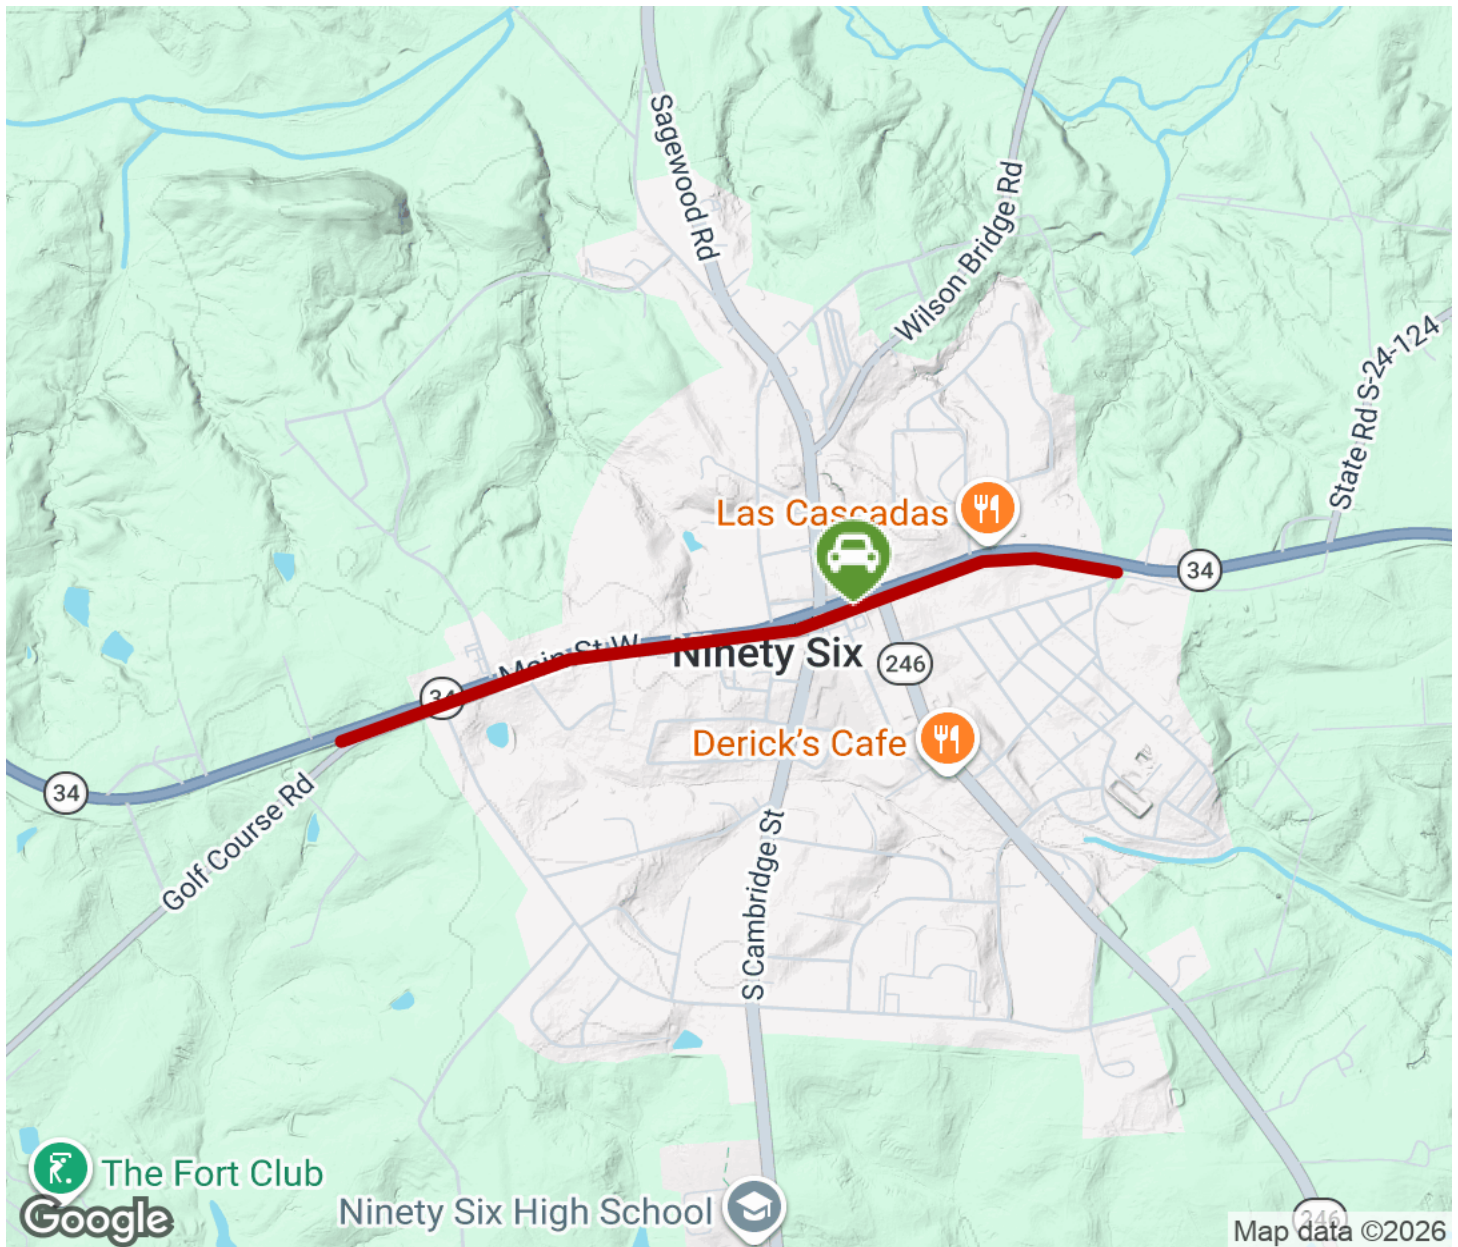 Sagewood Rd
Wilson Bridge Rd
State Rd S-24-124
Las Cascadas
34
Main St W
Ninety Six
246
34
Derick's Cafe
34
Golf Course Rd
S Cambridge St
The Fort Club
Ninety Six High School
246
Google
Map data ©2026